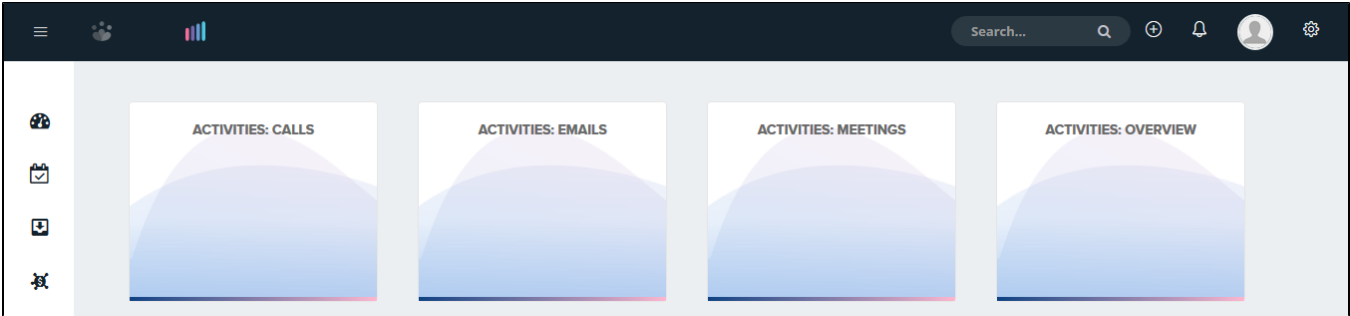 Search...
ACTIVITIES: CALLS
ACTIVITIES: EMAILS
ACTIVITIES: MEETINGS
ACTIVITIES: OVERVIEW